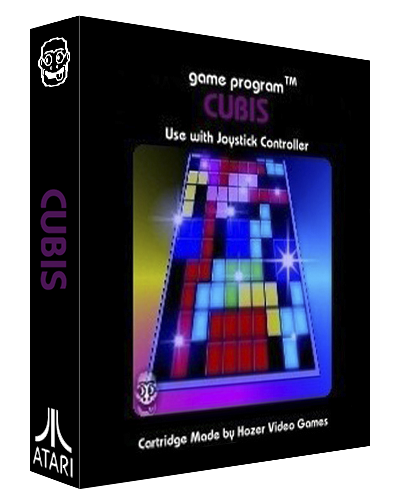 game program™
CUBIS
Use with Joystick Controller
Cartridge Made by Hozer Video Games
CUBIS
ATARI